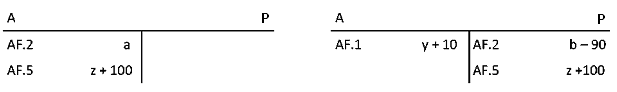 A P
AF.2 a
AF.5 z + 100
A P
AF.1 y + 10 AF.2 b – 90
AF.5 z +100